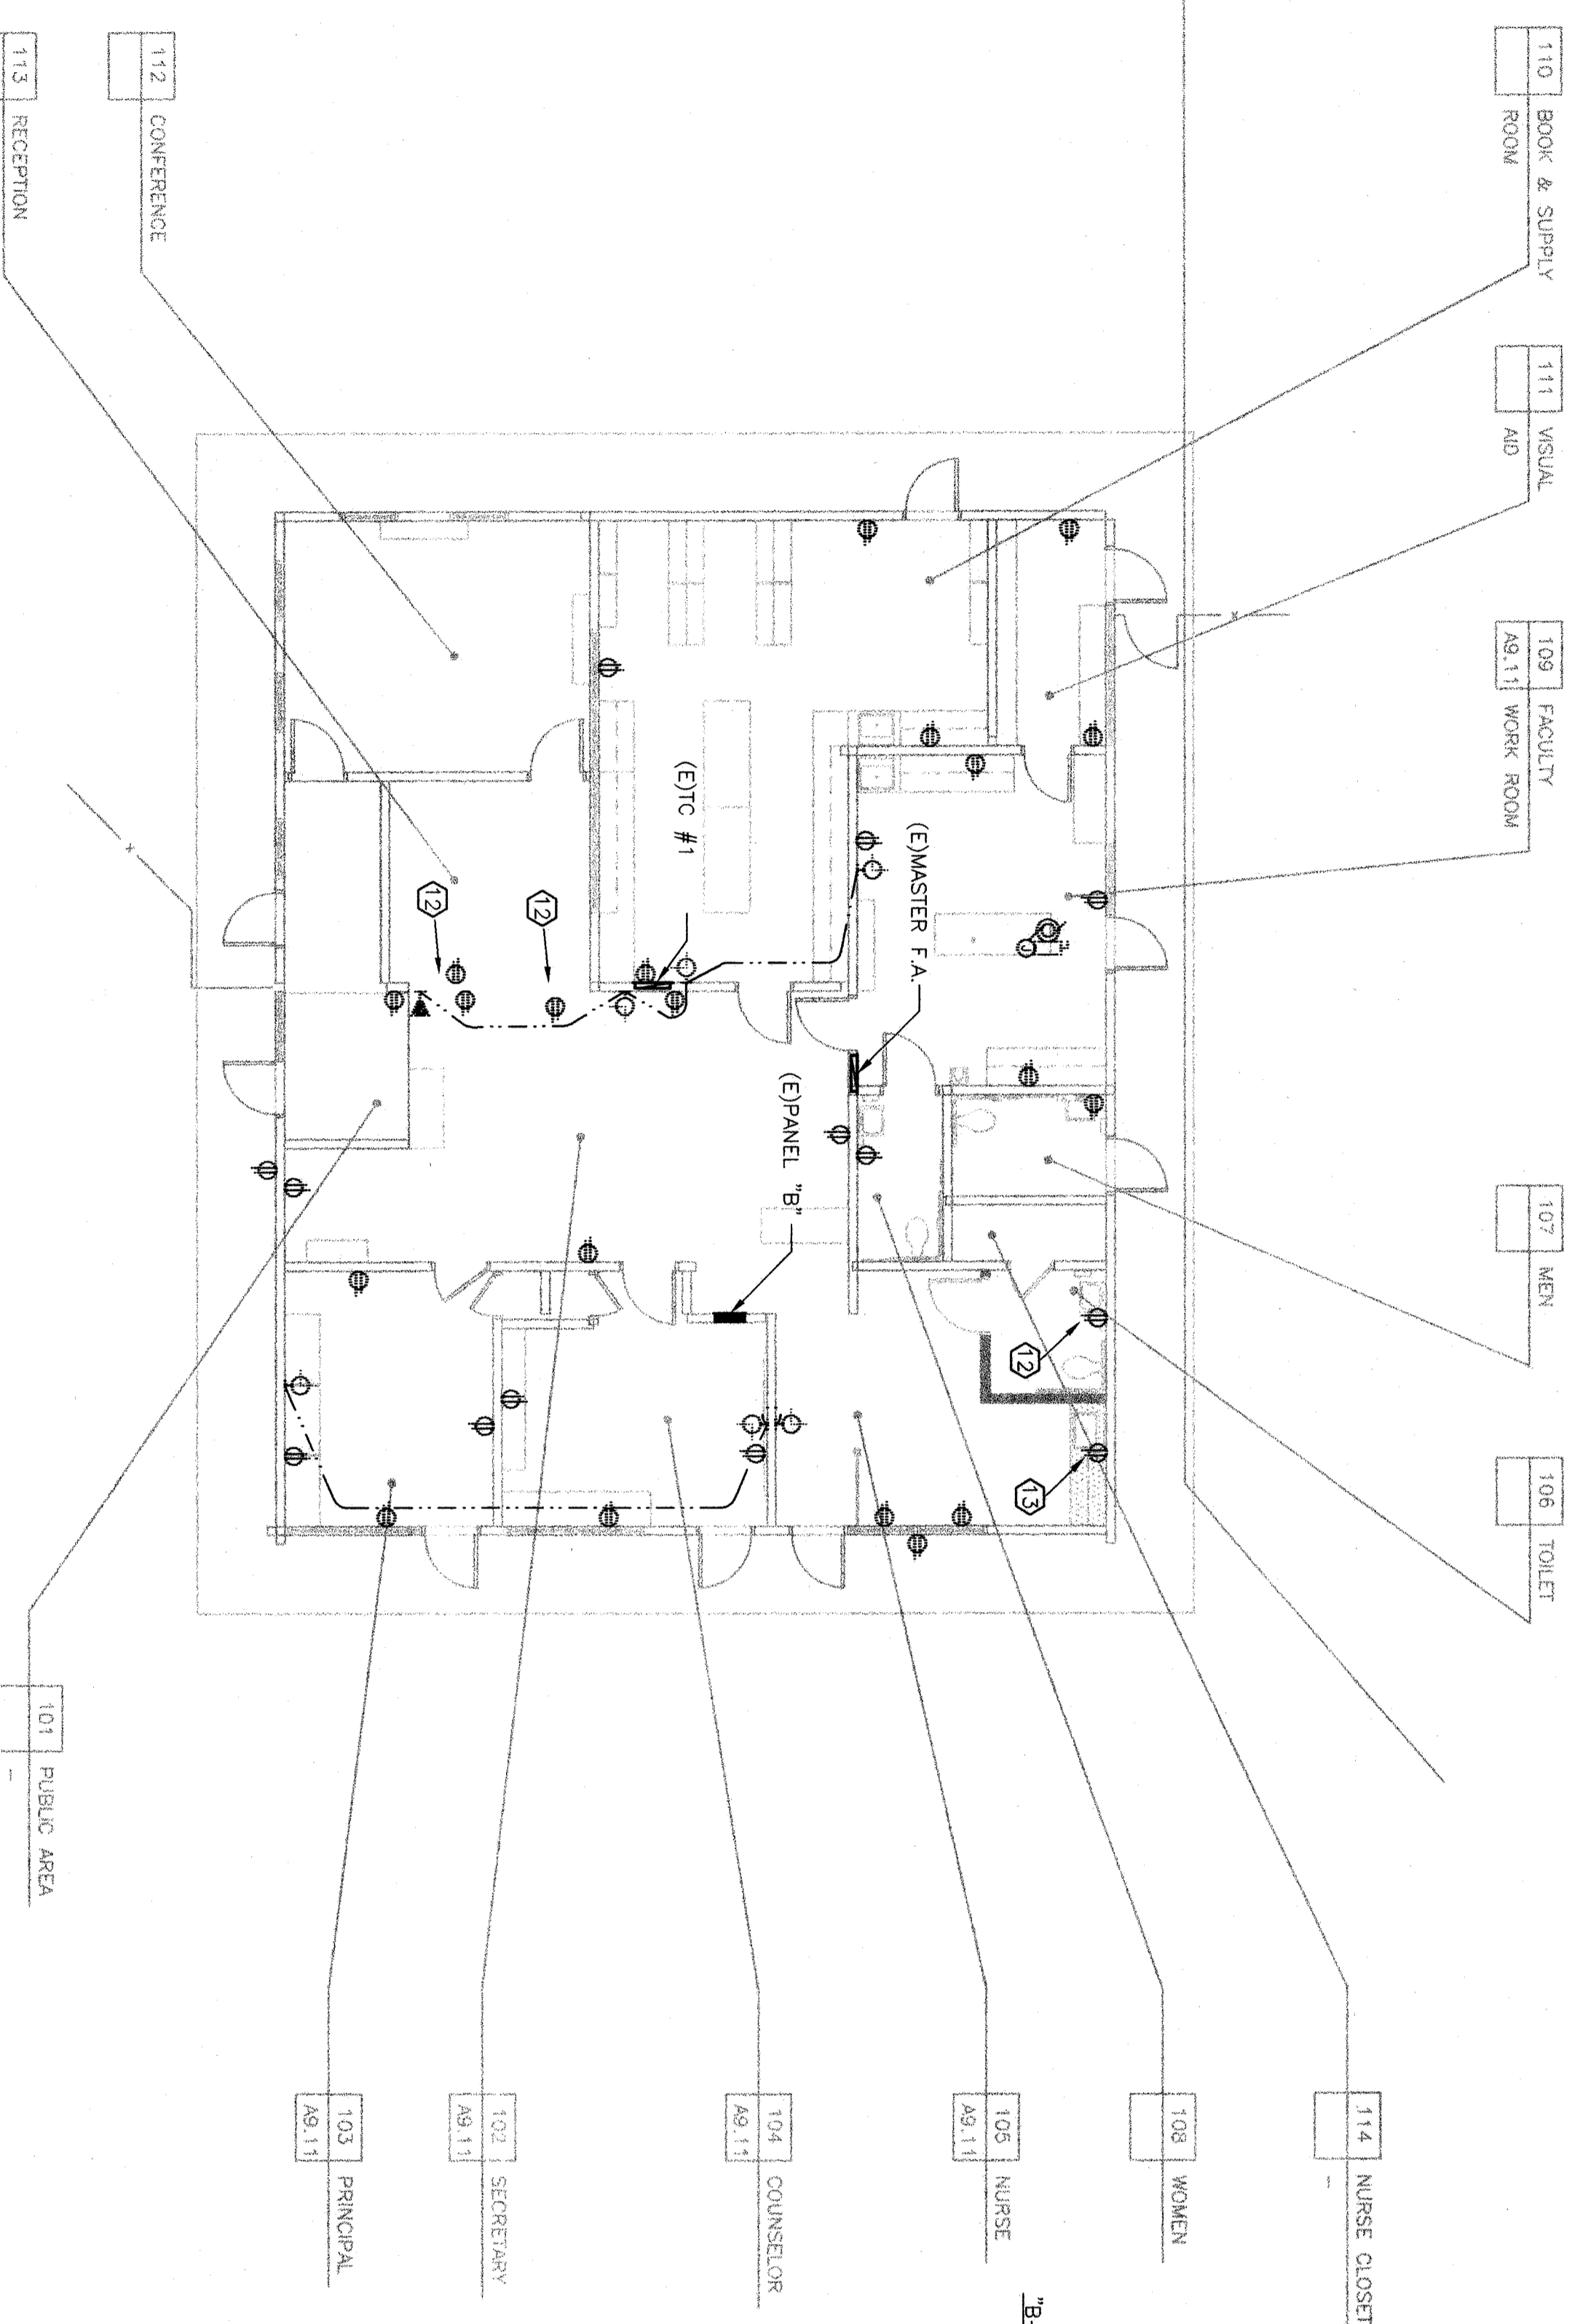 110 BOOK & SUPPLY
ROOM
111 VISUAL
AID
109 FACULTY
A9.11 WORK ROOM
107 MEN
106 TOILET
112 CONFERENCE
113 RECEPTION
(E)TC #1
(E)MASTER F.A.
(E)PANEL "B"
12
12
12
13
101 PUBLIC AREA
–
114 NURSE CLOSET
–
108 WOMEN
105 NURSE
A9.11
104 COUNSELOR
A9.11
102 SECRETARY
A9.11
103 PRINCIPAL
A9.11
"B-